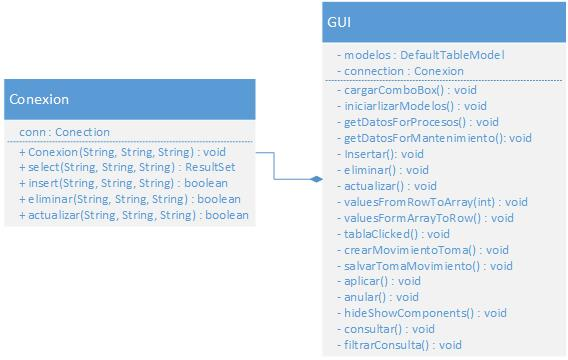 Conexion
conn : Conection
+ Conexion(String, String, String) : void
+ select(String, String, String) : ResultSet
+ insert(String, String, String) : boolean
+ eliminar(String, String, String) : boolean
+ actualizar(String, String, String) : boolean
GUI
- modelos : DefaultTableModel
- connection : Conexion
- cargarComboBox() : void
- iniciarlizarModelos() : void
- getDatosForProcesos() : void
- getDatosForMantenimiento(): void
- Insertar(): void
- eliminar() : void
- actualizar() : void
- valuesFromRowToArray(int) : void
- valuesFormArrayToRow() : void
- tablaClicked() : void
- crearMovimientoToma() : void
- salvarTomaMovimiento() : void
- aplicar() : void
- anular() : void
- hideShowComponents() : void
- consultar() : void
- filtrarConsulta() : void